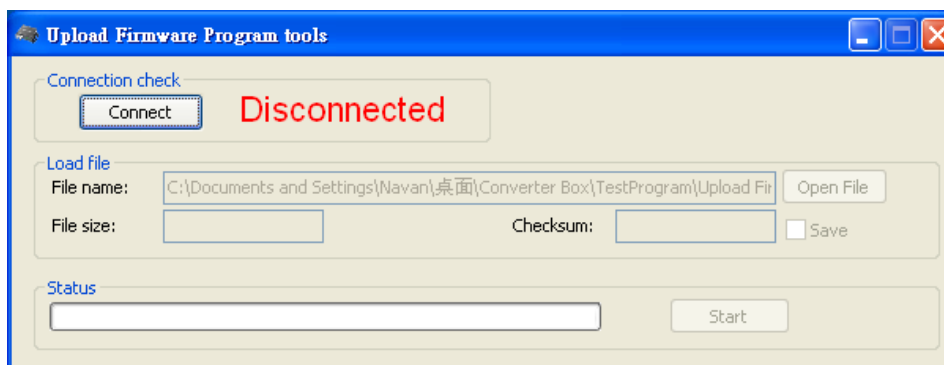 Upload Firmware Program tools
Connection check
Connect Disconnected
Load file
File name: C:\Documents and Settings\Navan\桌面\Converter Box\TestProgram\Upload Fir Open File
File size: Checksum: Save
Status
Start